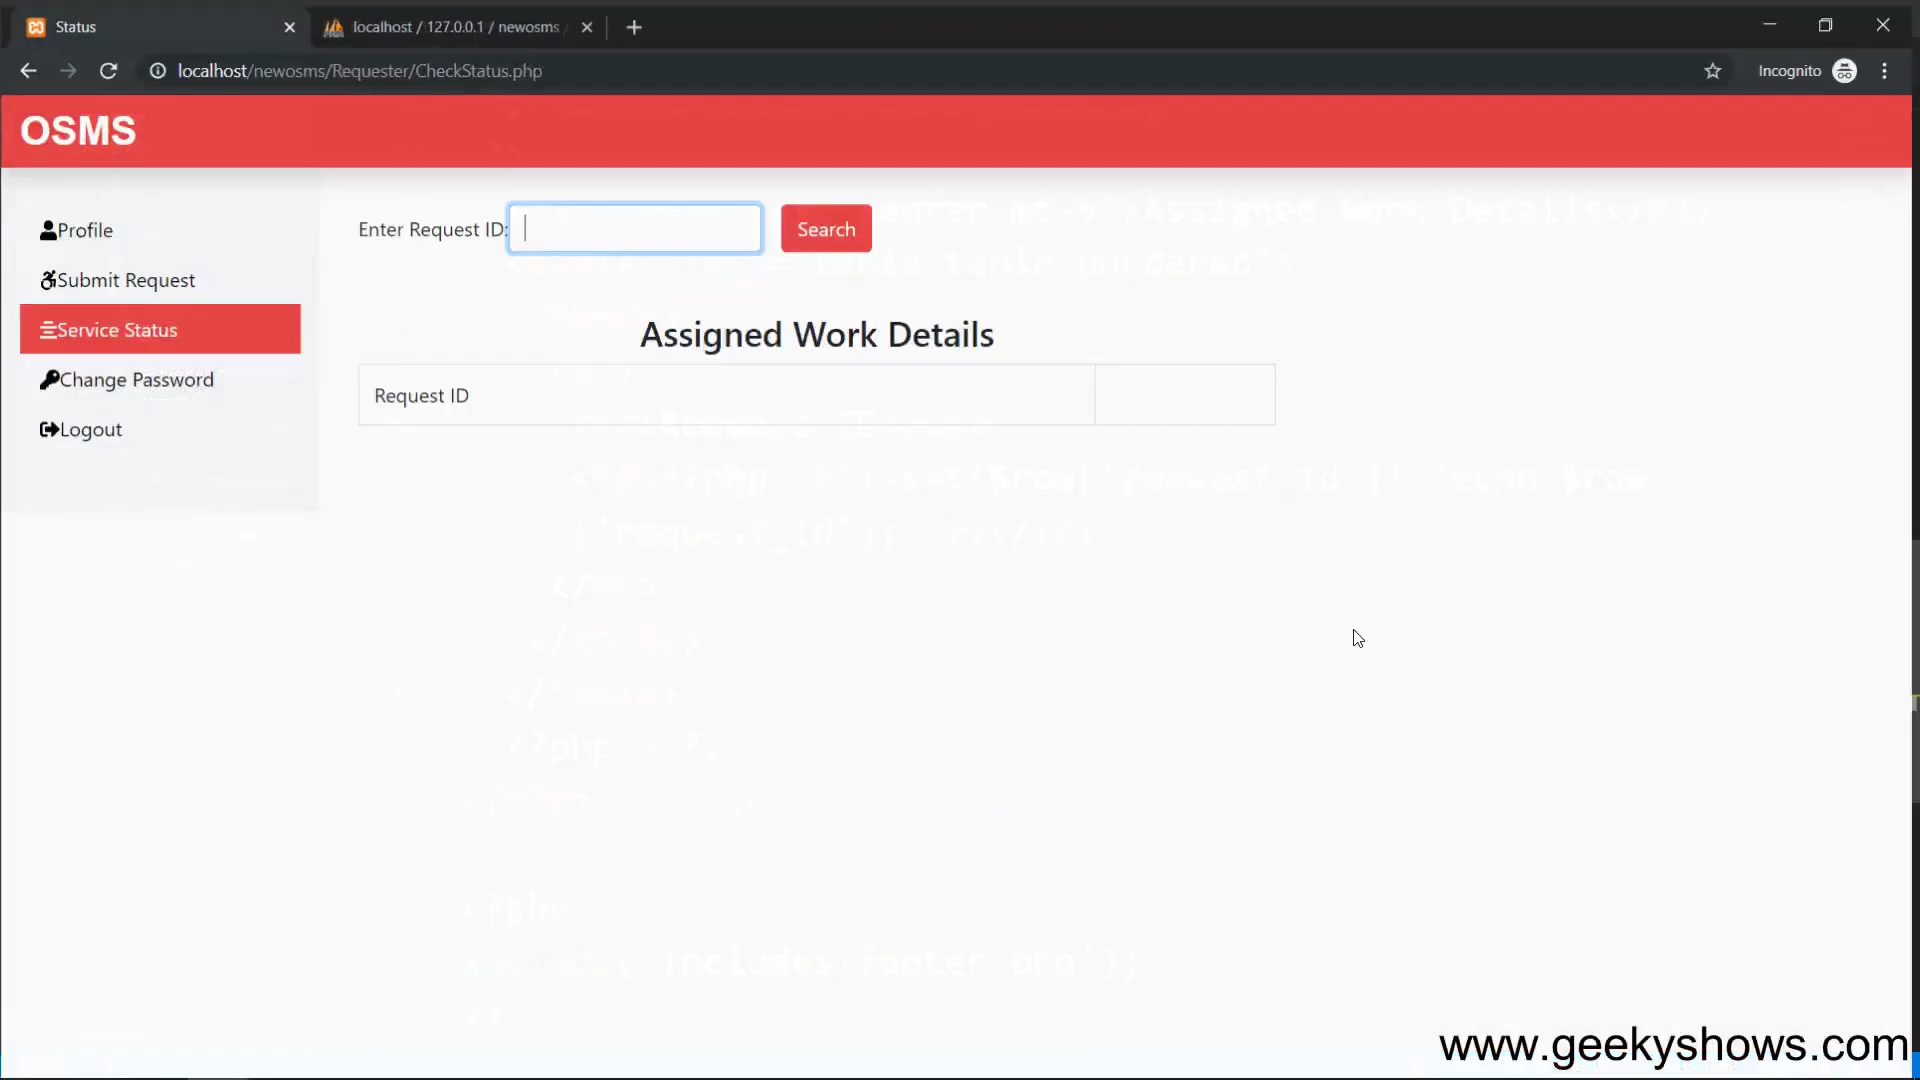 Status
localhost / 127.0.0.1 / newosms
localhost/newosms/Requester/CheckStatus.php
Incognito
OSMS
Profile
Submit Request
Service Status
Change Password
Logout
Enter Request ID:
Search
Assigned Work Details
Request ID
www.geekyshows.com